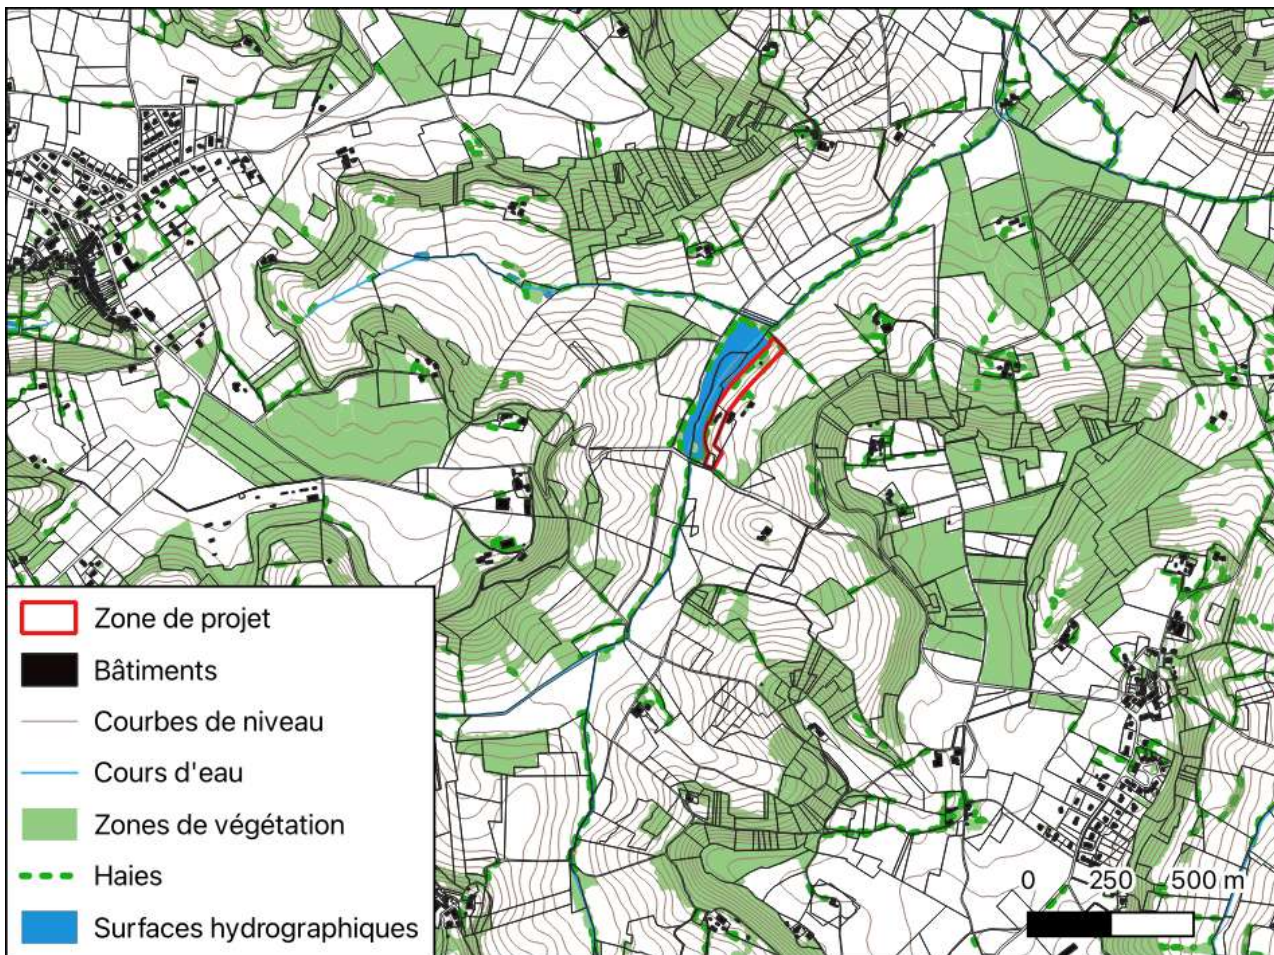 Zone de projet
Bâtiments
Courbes de niveau
Cours d'eau
Zones de végétation
Haies
Surfaces hydrographiques
0 250 500 m